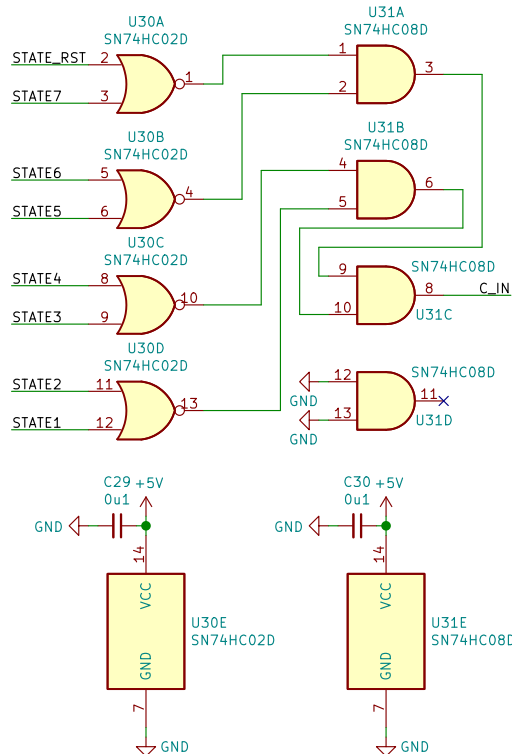 U30A
SN74HC02D
STATE_RST 2
STATE7 3
1
U31A
SN74HC08D
1
2
3
U30B
SN74HC02D
STATE6 5
STATE5 6
4
U31B
SN74HC08D
4
5
6
U30C
SN74HC02D
STATE4 8
STATE3 9
10
SN74HC08D
9
10
8 C_IN
U31C
U30D
SN74HC02D
STATE2 11
STATE1 12
13
SN74HC08D
12
GND
13
GND
11
U31D
C29 +5V
0u1
GND
14
VCC
GND
U30E
SN74HC02D
7
GND
C30 +5V
0u1
GND
14
VCC
GND
U31E
SN74HC08D
7
GND